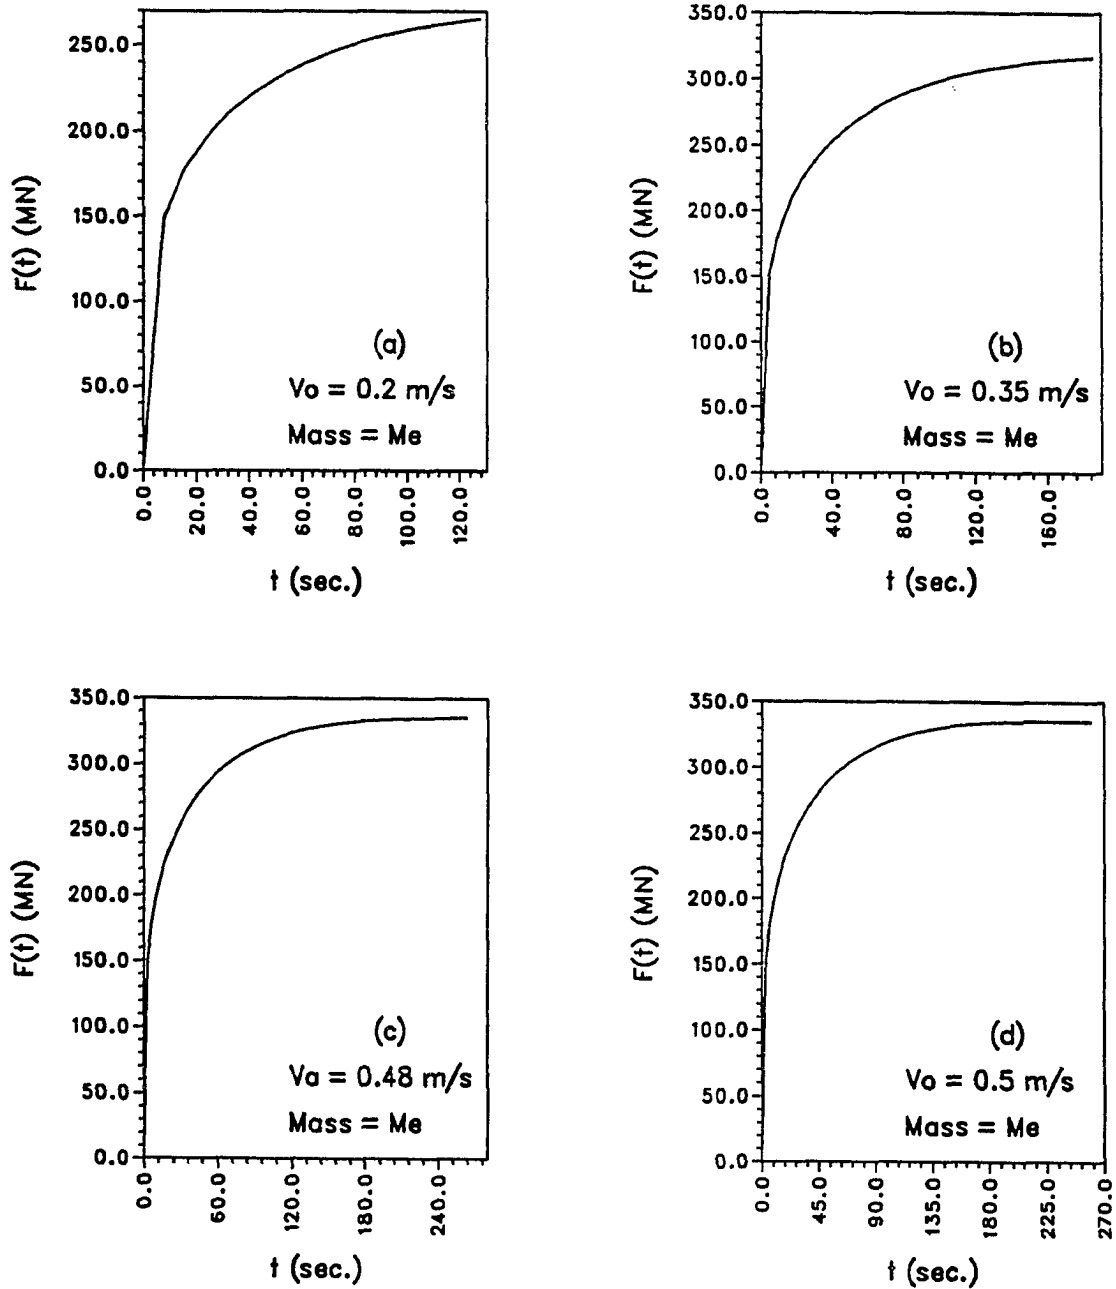 250.0
200.0
150.0
100.0
50.0
0.0
F(t) (MN)
(a)
Vo = 0.2 m/s
Mass = Me
0.0
20.0
40.0
60.0
80.0
100.0
120.0
t (sec.)
350.0
300.0
250.0
200.0
150.0
100.0
50.0
0.0
F(t) (MN)
(b)
Vo = 0.35 m/s
Mass = Me
0.0
40.0
80.0
120.0
160.0
t (sec.)
350.0
300.0
250.0
200.0
150.0
100.0
50.0
0.0
F(t) (MN)
(c)
Va = 0.48 m/s
Mass = Me
0.0
60.0
120.0
180.0
240.0
t (sec.)
350.0
300.0
250.0
200.0
150.0
100.0
50.0
0.0
F(t) (MN)
(d)
Vo = 0.5 m/s
Mass = Me
0.0
45.0
90.0
135.0
180.0
225.0
270.0
t (sec.)